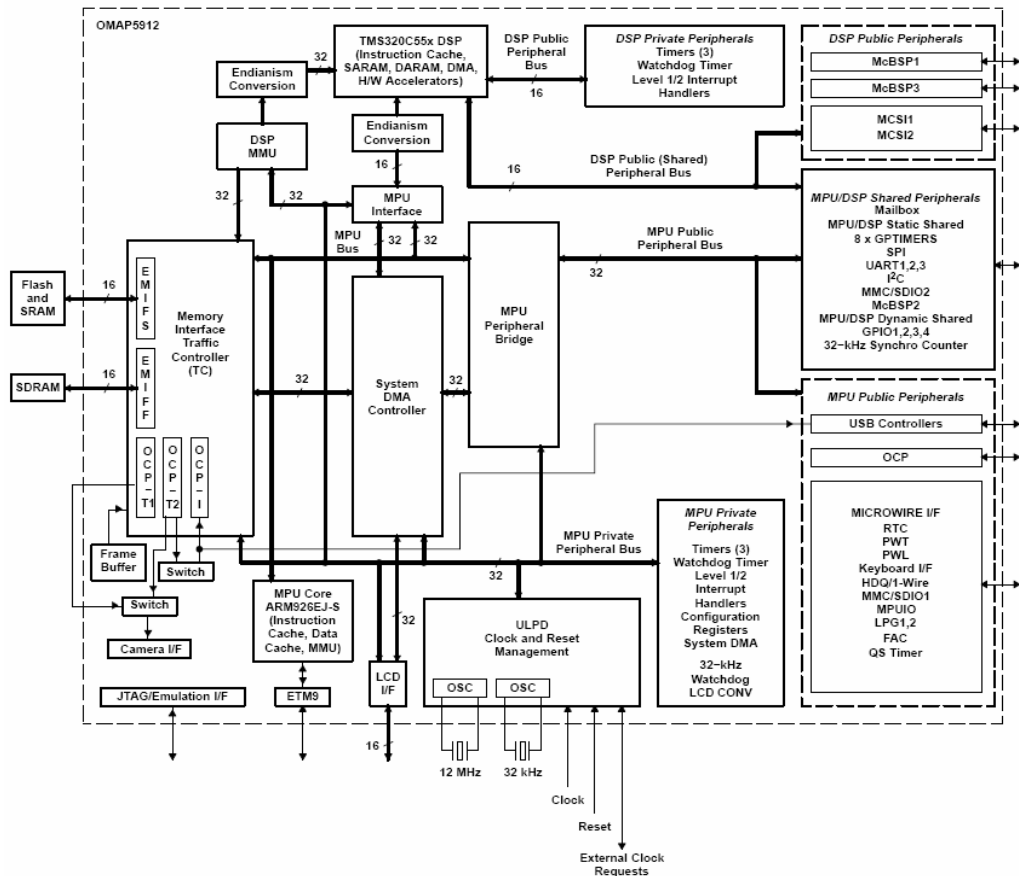 OMAP5912
TMS320C55x DSP
(Instruction Cache,
SARAM, DARAM, DMA,
H/W Accelerators)
32
Endianism
Conversion
DSP Public
Peripheral
Bus
16
DSP Private Peripherals
Timers (3)
Watchdog Timer
Level 1/2 Interrupt
Handlers
DSP Public Peripherals
McBSP1
McBSP3
MCSI1
MCSI2
DSP
MMU
Endianism
Conversion
16
DSP Public (Shared)
Peripheral Bus
16
32
32
MPU
Interface
MPU
Bus
32
32
MPU Public
Peripheral Bus
32
MPU/DSP Shared Peripherals
Mailbox
MPU/DSP Static Shared
8 x GPTIMERS
SPI
UART1,2,3
I2C
MMC/SDIO2
McBSP2
MPU/DSP Dynamic Shared
GPIO1,2,3,4
32−kHz Synchro Counter
Flash
and
SRAM
16
EMIFS
Memory
Interface
Traffic
Controller
(TC)
MPU
Peripheral
Bridge
SDRAM
16
EMIFF
32
System
DMA
Controller
32
MPU Public Peripherals
USB Controllers
OCP
OCP−T1
OCP−T2
OCP−I
MICROWIRE I/F
RTC
PWT
PWL
Keyboard I/F
HDQ/1-Wire
MMC/SDIO1
MPUIO
LPG1,2
FAC
QS Timer
MPU Private
Peripheral Bus
32
MPU Private
Peripherals
Timers (3)
Watchdog Timer
Level 1/2
Interrupt
Handlers
Configuration
Registers
System DMA
32−kHz
Watchdog
LCD CONV
Frame
Buffer
Switch
Switch
Camera I/F
MPU Core
ARM926EJ-S
(Instruction
Cache, Data
Cache, MMU)
32
ULPD
Clock and Reset
Management
OSC
OSC
LCD
I/F
JTAG/Emulation I/F
ETM9
16
12 MHz
32 kHz
Clock
Reset
External Clock
Requests